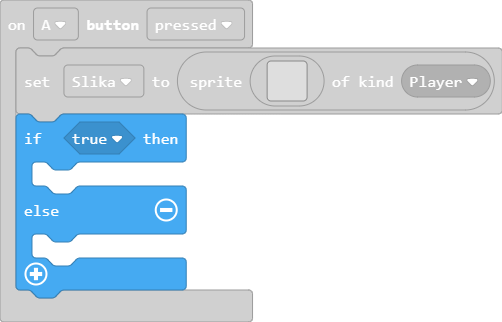 on A button pressed
set Slika to sprite of kind Player
if true then
else